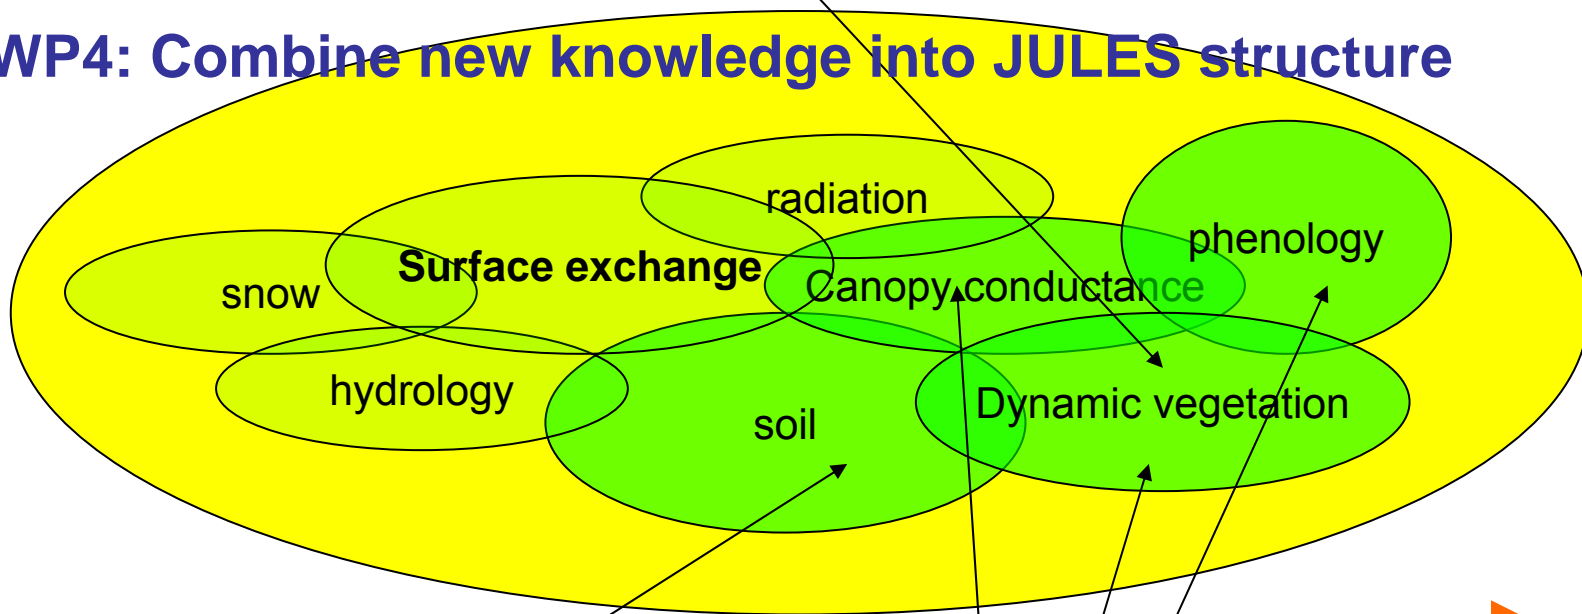 WP4: Combine new knowledge into JULES structure
radiation
phenology
Surface exchange
Canopy conductance
snow
hydrology
Dynamic vegetation
soil